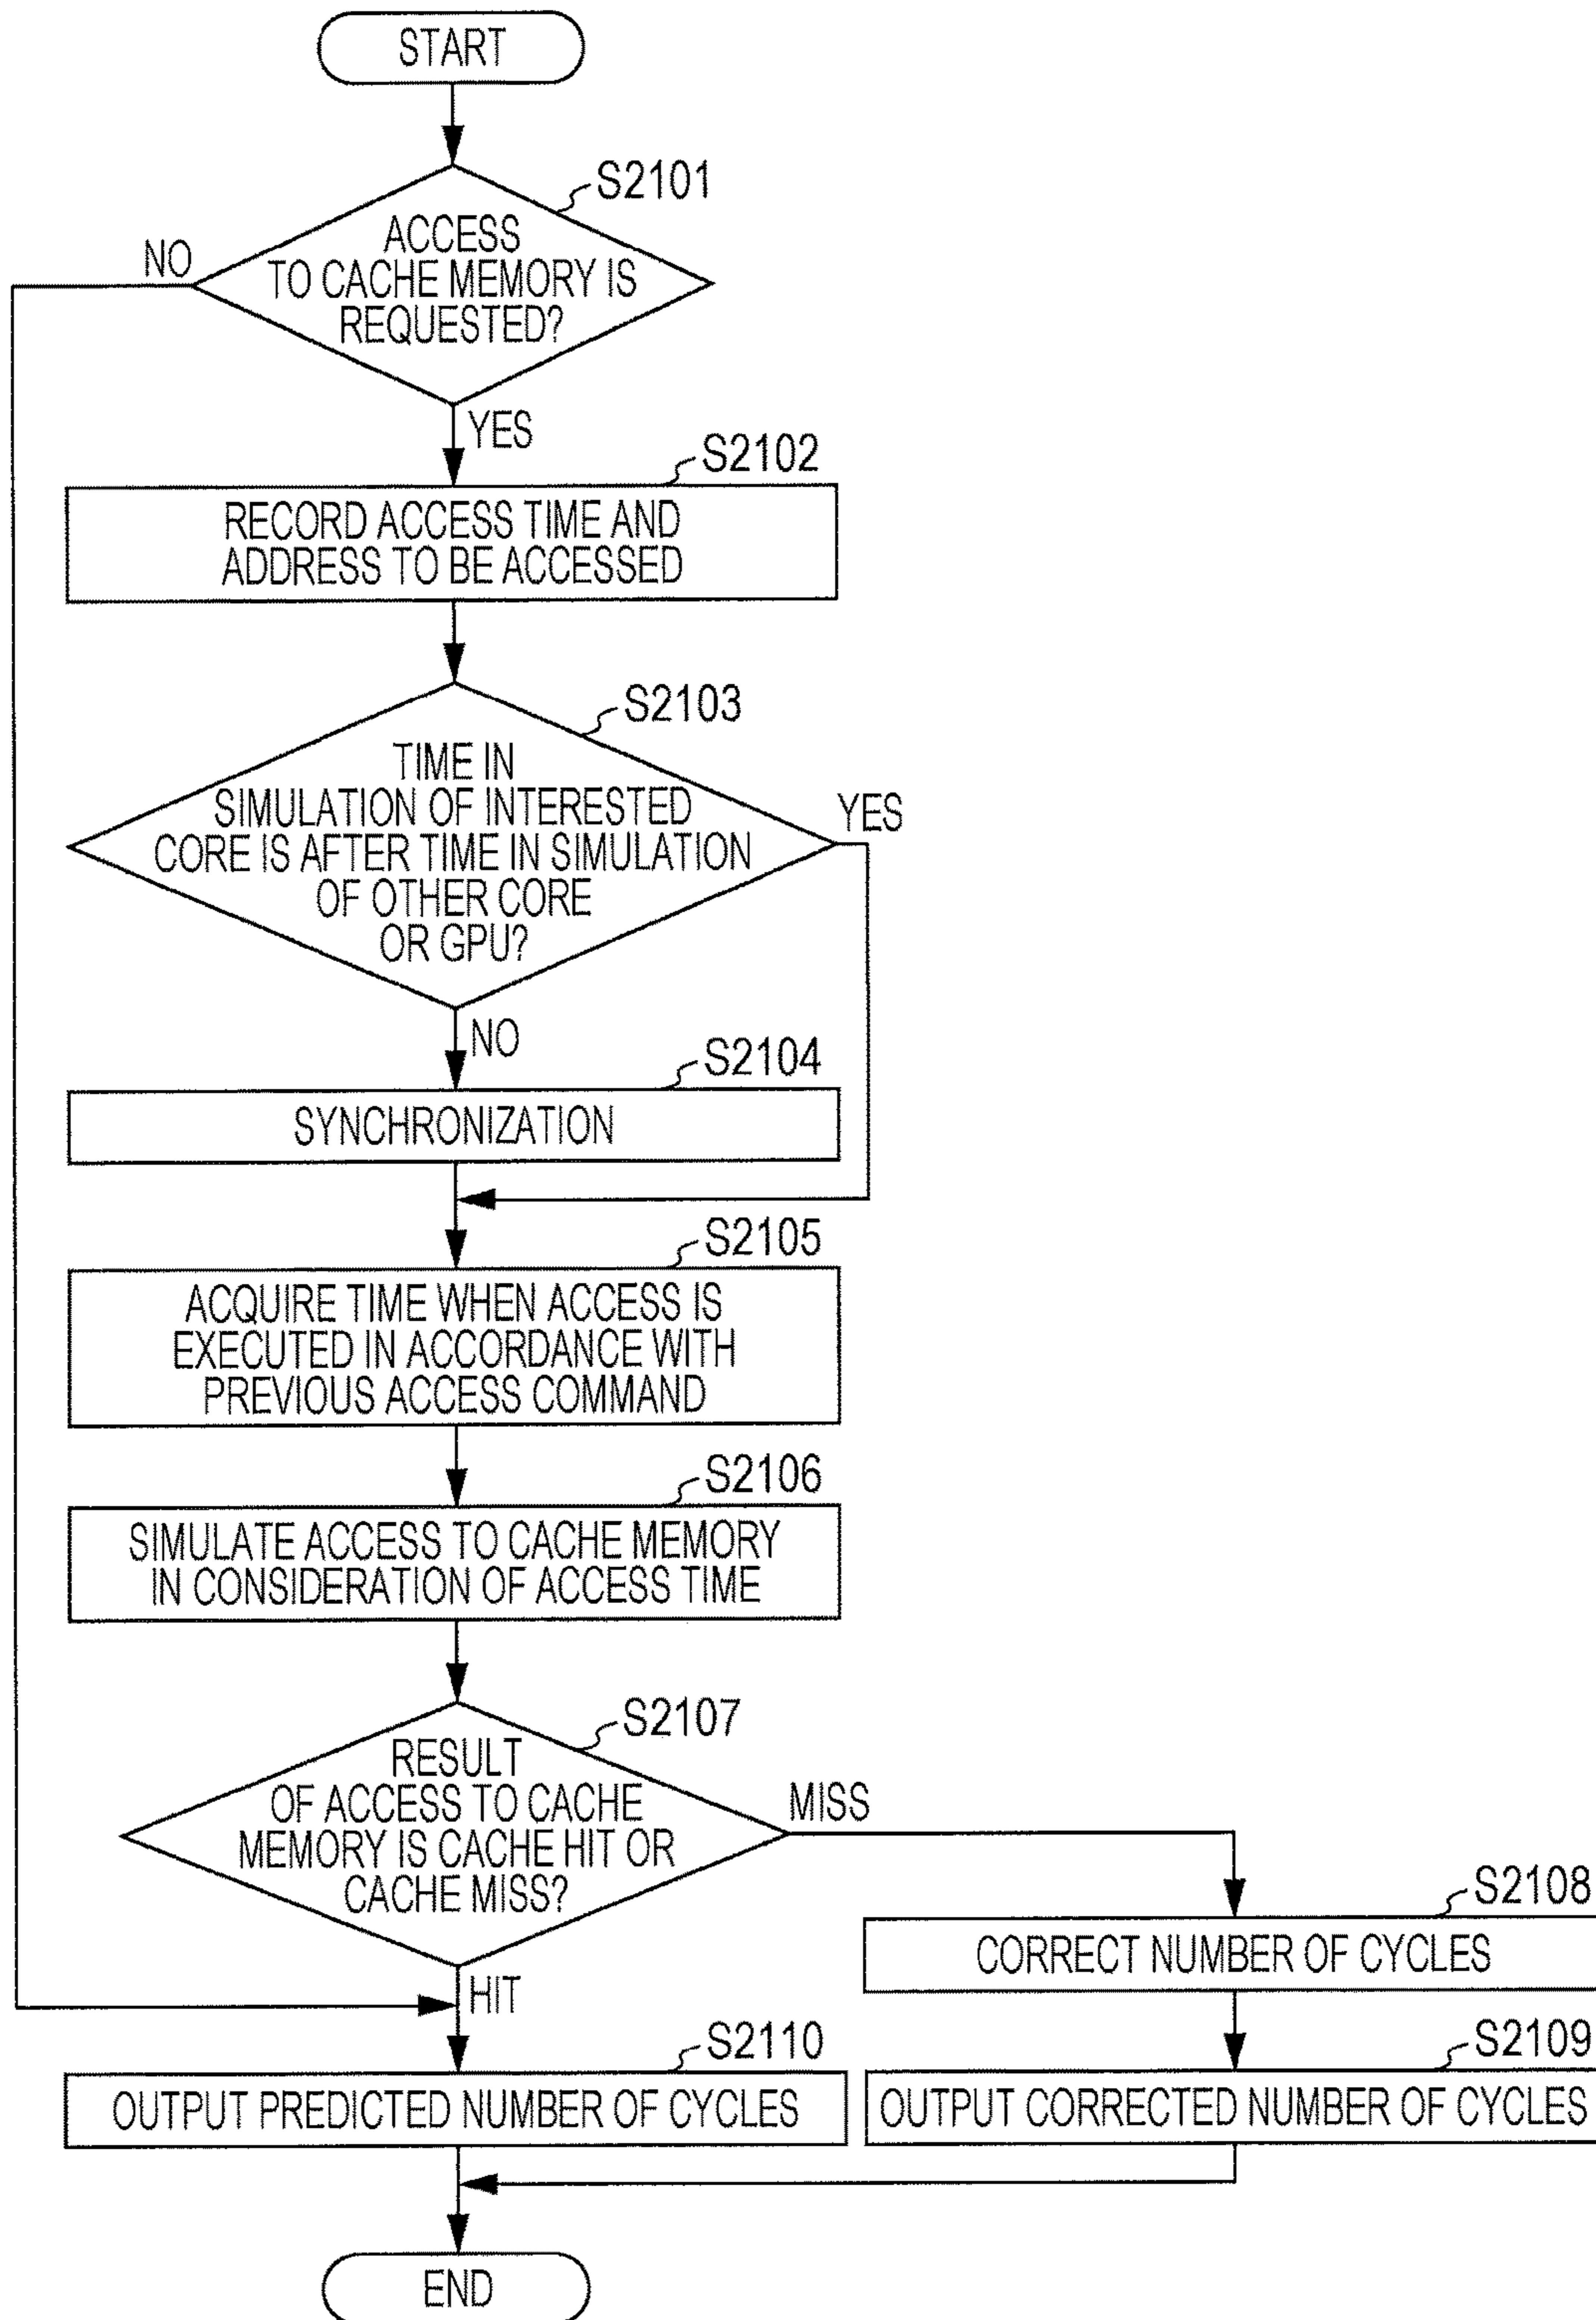 START
S2101
ACCESS
TO CACHE MEMORY IS
REQUESTED?
NO
YES
S2102
RECORD ACCESS TIME AND
ADDRESS TO BE ACCESSED
S2103
TIME IN
SIMULATION OF INTERESTED
CORE IS AFTER TIME IN SIMULATION
OF OTHER CORE
OR GPU?
YES
NO
S2104
SYNCHRONIZATION
S2105
ACQUIRE TIME WHEN ACCESS IS
EXECUTED IN ACCORDANCE WITH
PREVIOUS ACCESS COMMAND
S2106
SIMULATE ACCESS TO CACHE MEMORY
IN CONSIDERATION OF ACCESS TIME
S2107
RESULT
OF ACCESS TO CACHE
MEMORY IS CACHE HIT OR
CACHE MISS?
MISS
S2108
CORRECT NUMBER OF CYCLES
HIT
S2110
OUTPUT PREDICTED NUMBER OF CYCLES
S2109
OUTPUT CORRECTED NUMBER OF CYCLES
END